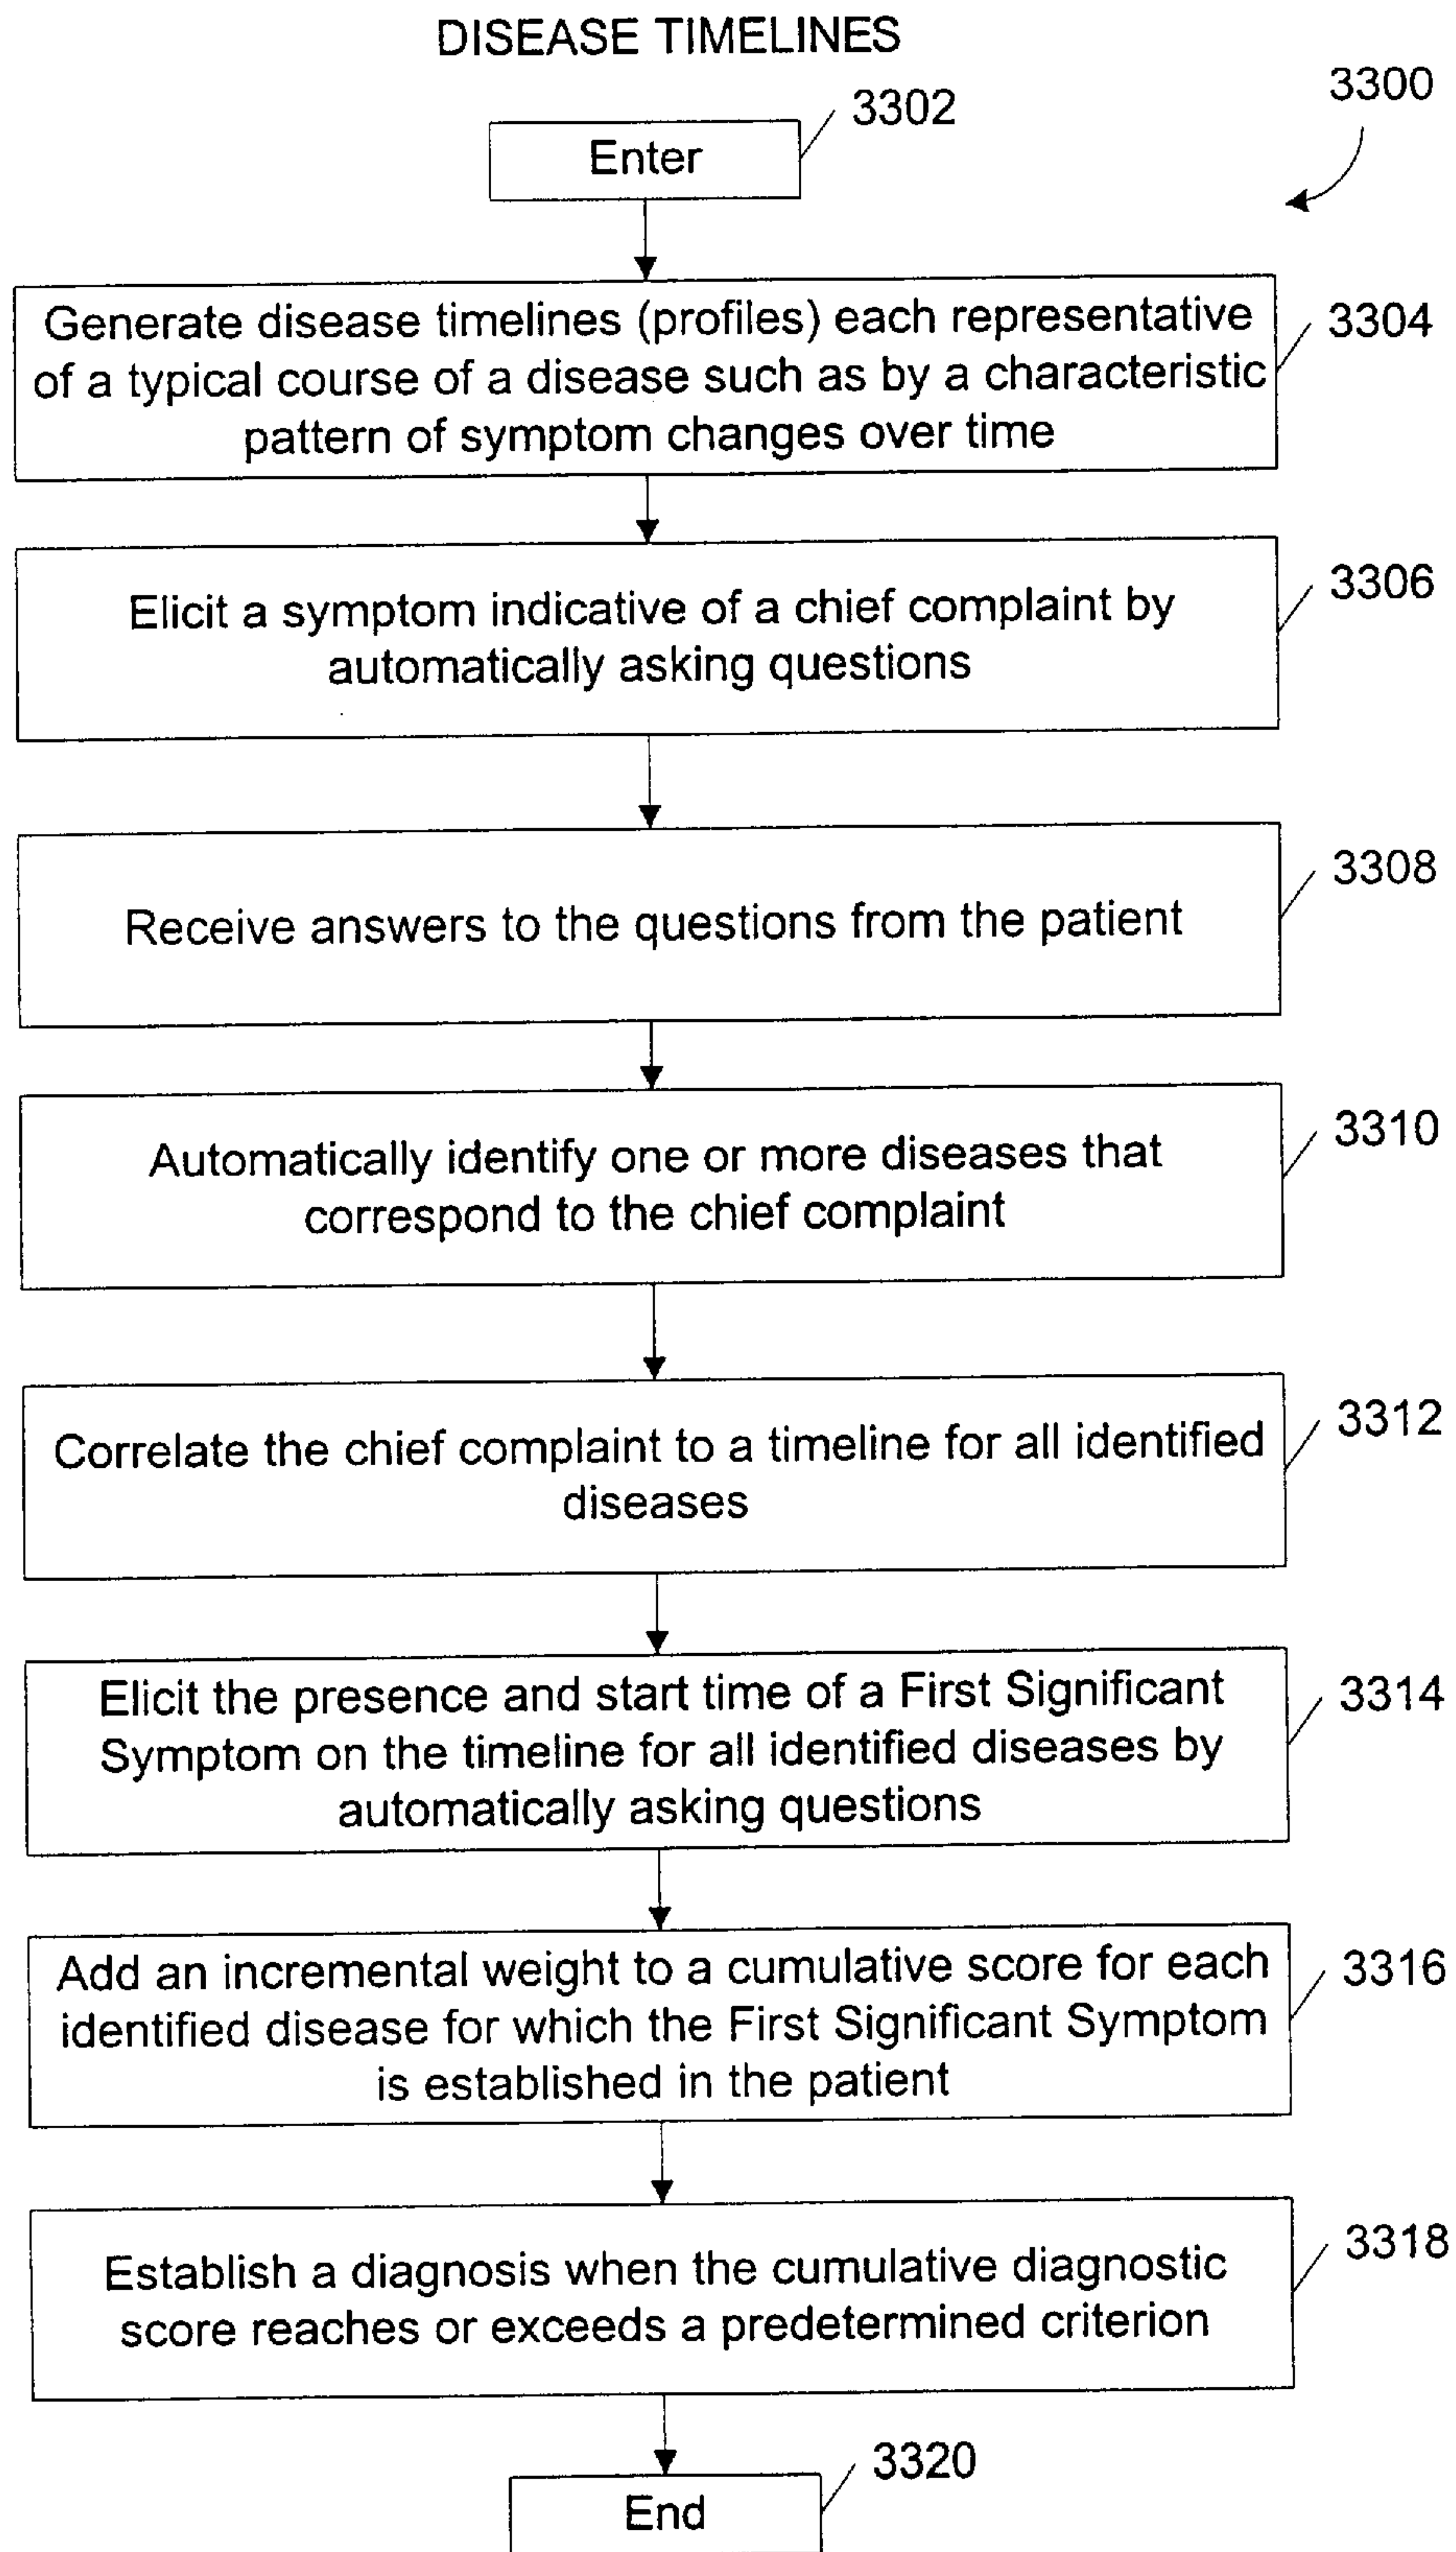 DISEASE TIMELINES
3300
3302
Enter
Generate disease timelines (profiles) each representative
of a typical course of a disease such as by a characteristic
pattern of symptom changes over time
3304
Elicit a symptom indicative of a chief complaint by
automatically asking questions
3306
Receive answers to the questions from the patient
3308
Automatically identify one or more diseases that
correspond to the chief complaint
3310
Correlate the chief complaint to a timeline for all identified
diseases
3312
Elicit the presence and start time of a First Significant
Symptom on the timeline for all identified diseases by
automatically asking questions
3314
Add an incremental weight to a cumulative score for each
identified disease for which the First Significant Symptom
is established in the patient
3316
Establish a diagnosis when the cumulative diagnostic
score reaches or exceeds a predetermined criterion
3318
3320
End